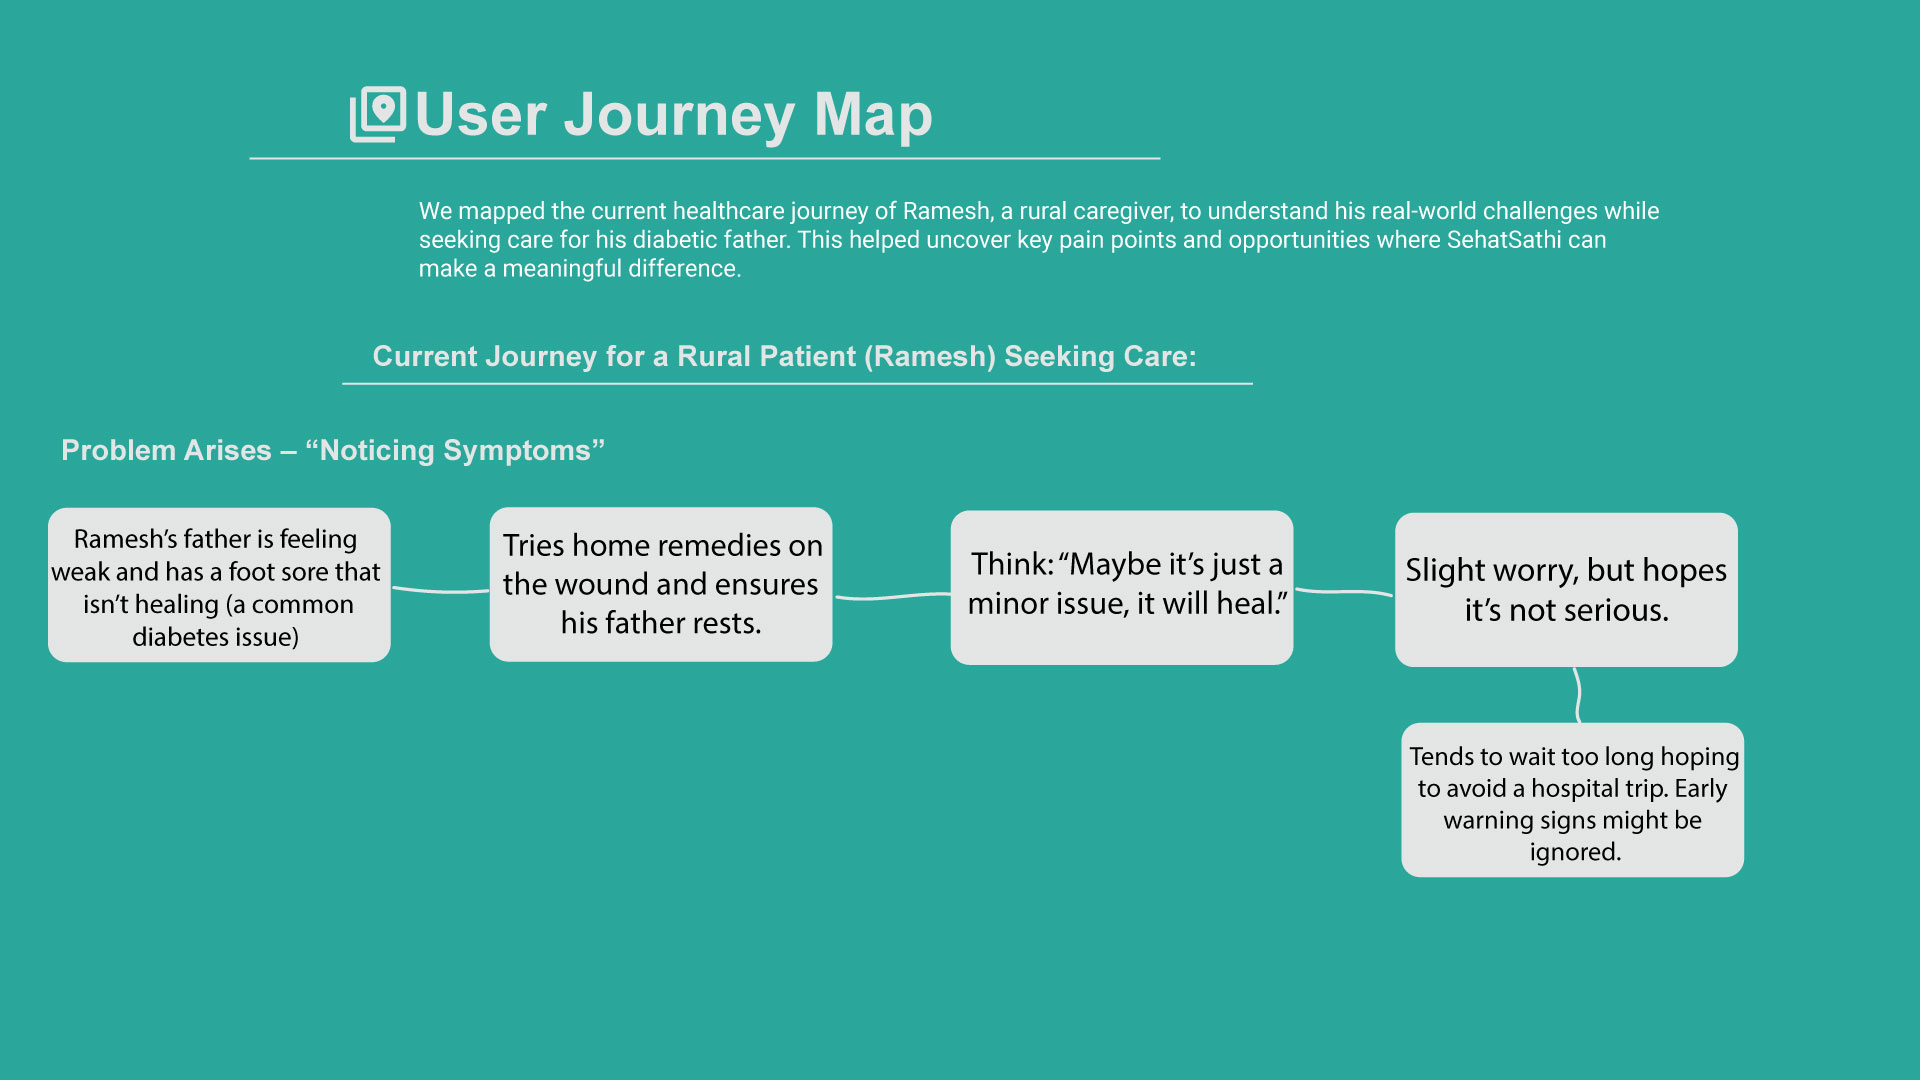 User Journey Map
We mapped the current healthcare journey of Ramesh, a rural caregiver, to understand his real-world challenges while
seeking care for his diabetic father. This helped uncover key pain points and opportunities where SehatSathi can
make a meaningful difference.
Current Journey for a Rural Patient (Ramesh) Seeking Care:
Problem Arises – “Noticing Symptoms”
Ramesh’s father is feeling
weak and has a foot sore that
isn’t healing (a common
diabetes issue)
Tries home remedies on
the wound and ensures
his father rests.
Think: “Maybe it’s just a
minor issue, it will heal.”
Slight worry, but hopes
it’s not serious.
Tends to wait too long hoping
to avoid a hospital trip. Early
warning signs might be
ignored.